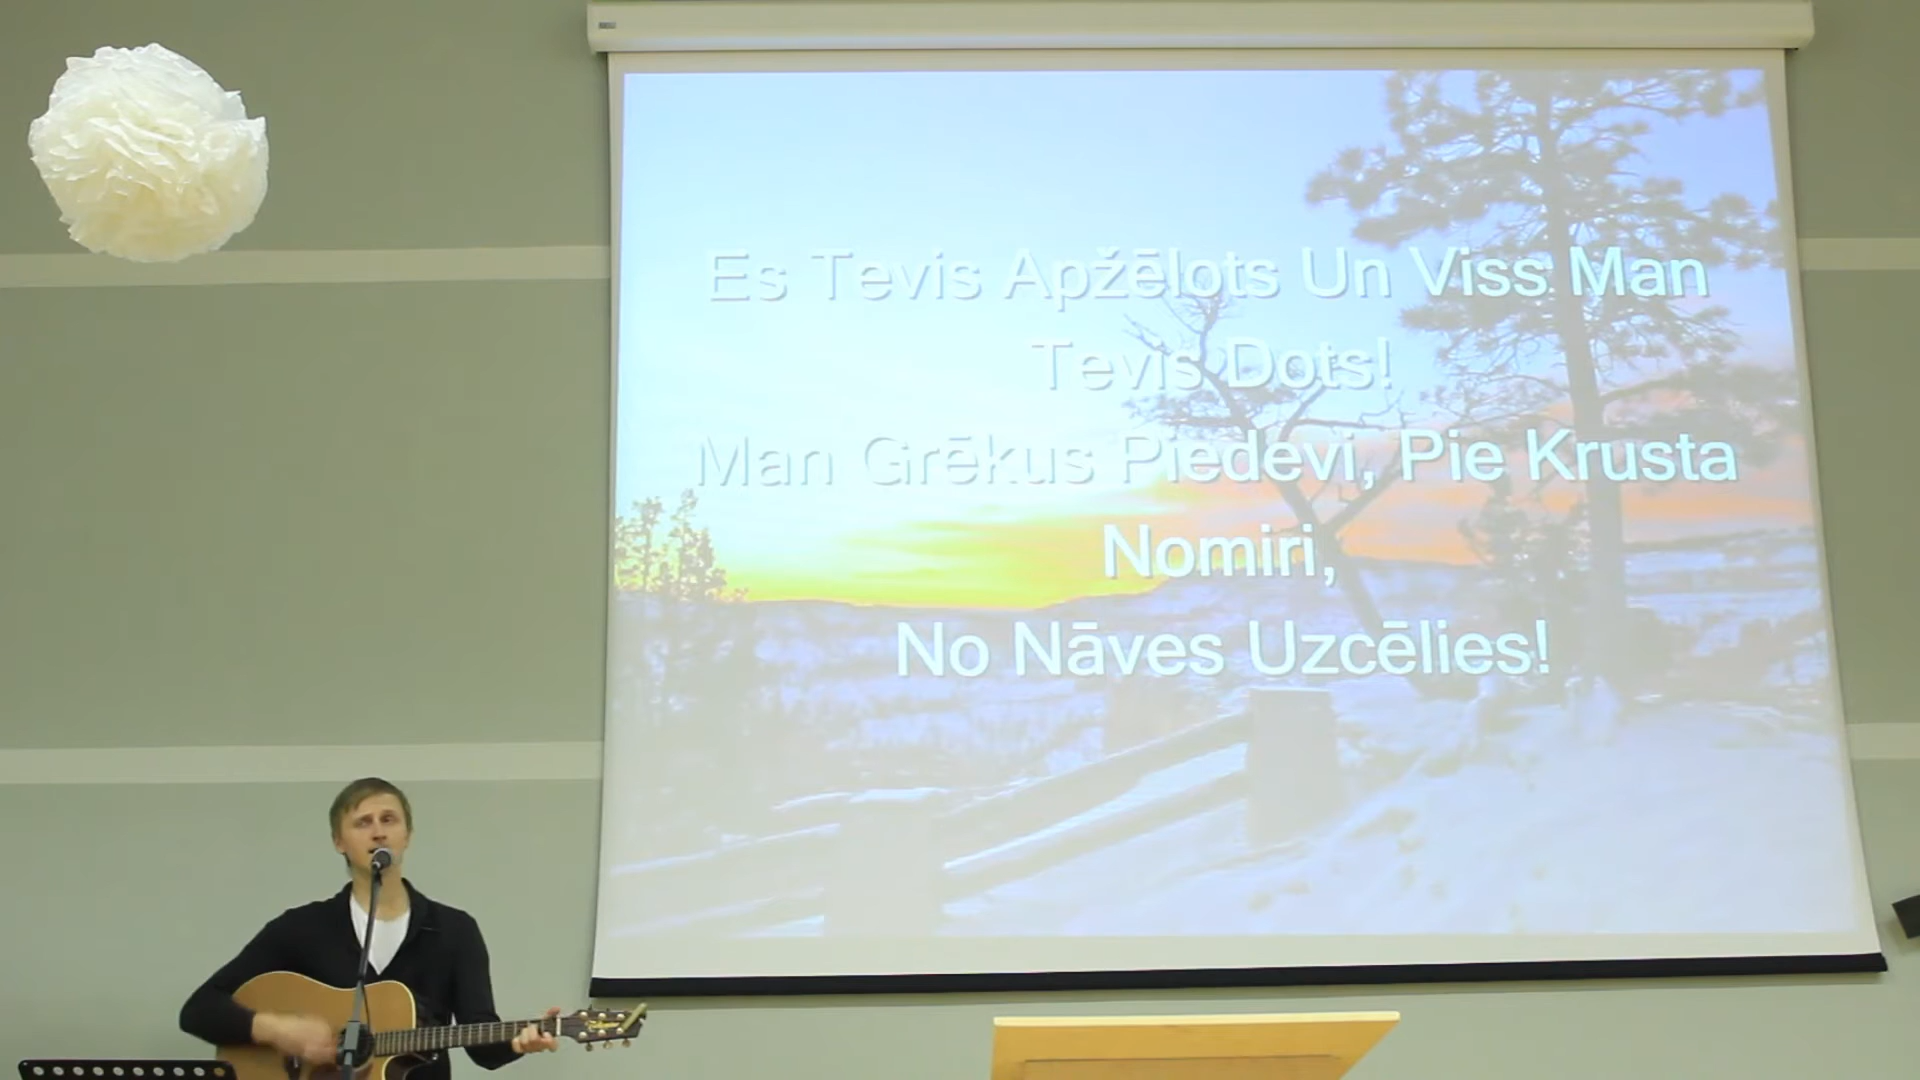 Es Tevis Apžēlots Un Viss Man
Tevis Dots!
Man Grēkus Piedevi, Pie Krusta
Nomiri,
No Nāves Uzcēlies!